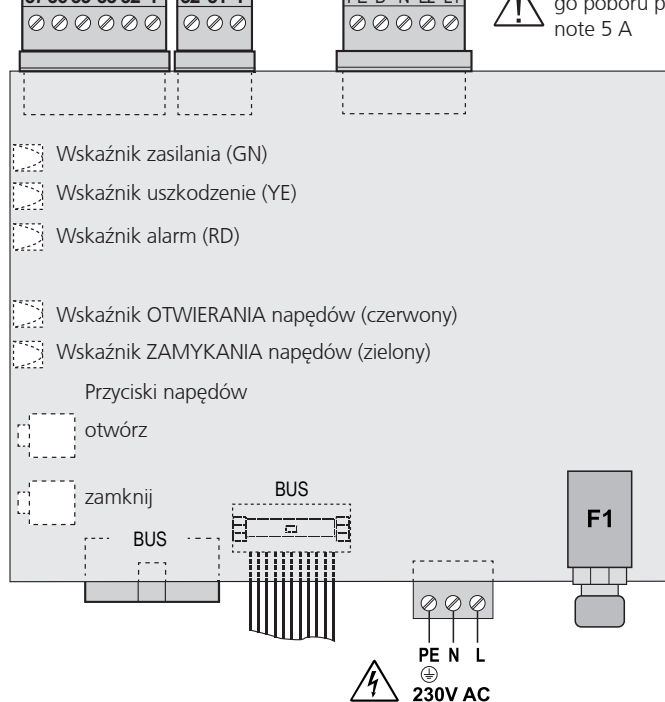 go poboru p
note 5 A
Wskaźnik zasilania (GN)
Wskaźnik uszkodzenie (YE)
Wskaźnik alarm (RD)
Wskaźnik OTWIERANIA napędów (czerwony)
Wskaźnik ZAMYKANIA napędów (zielony)
Przyciski napędów
otwórz
zamknij
BUS
BUS
F1
PE N L
230V AC